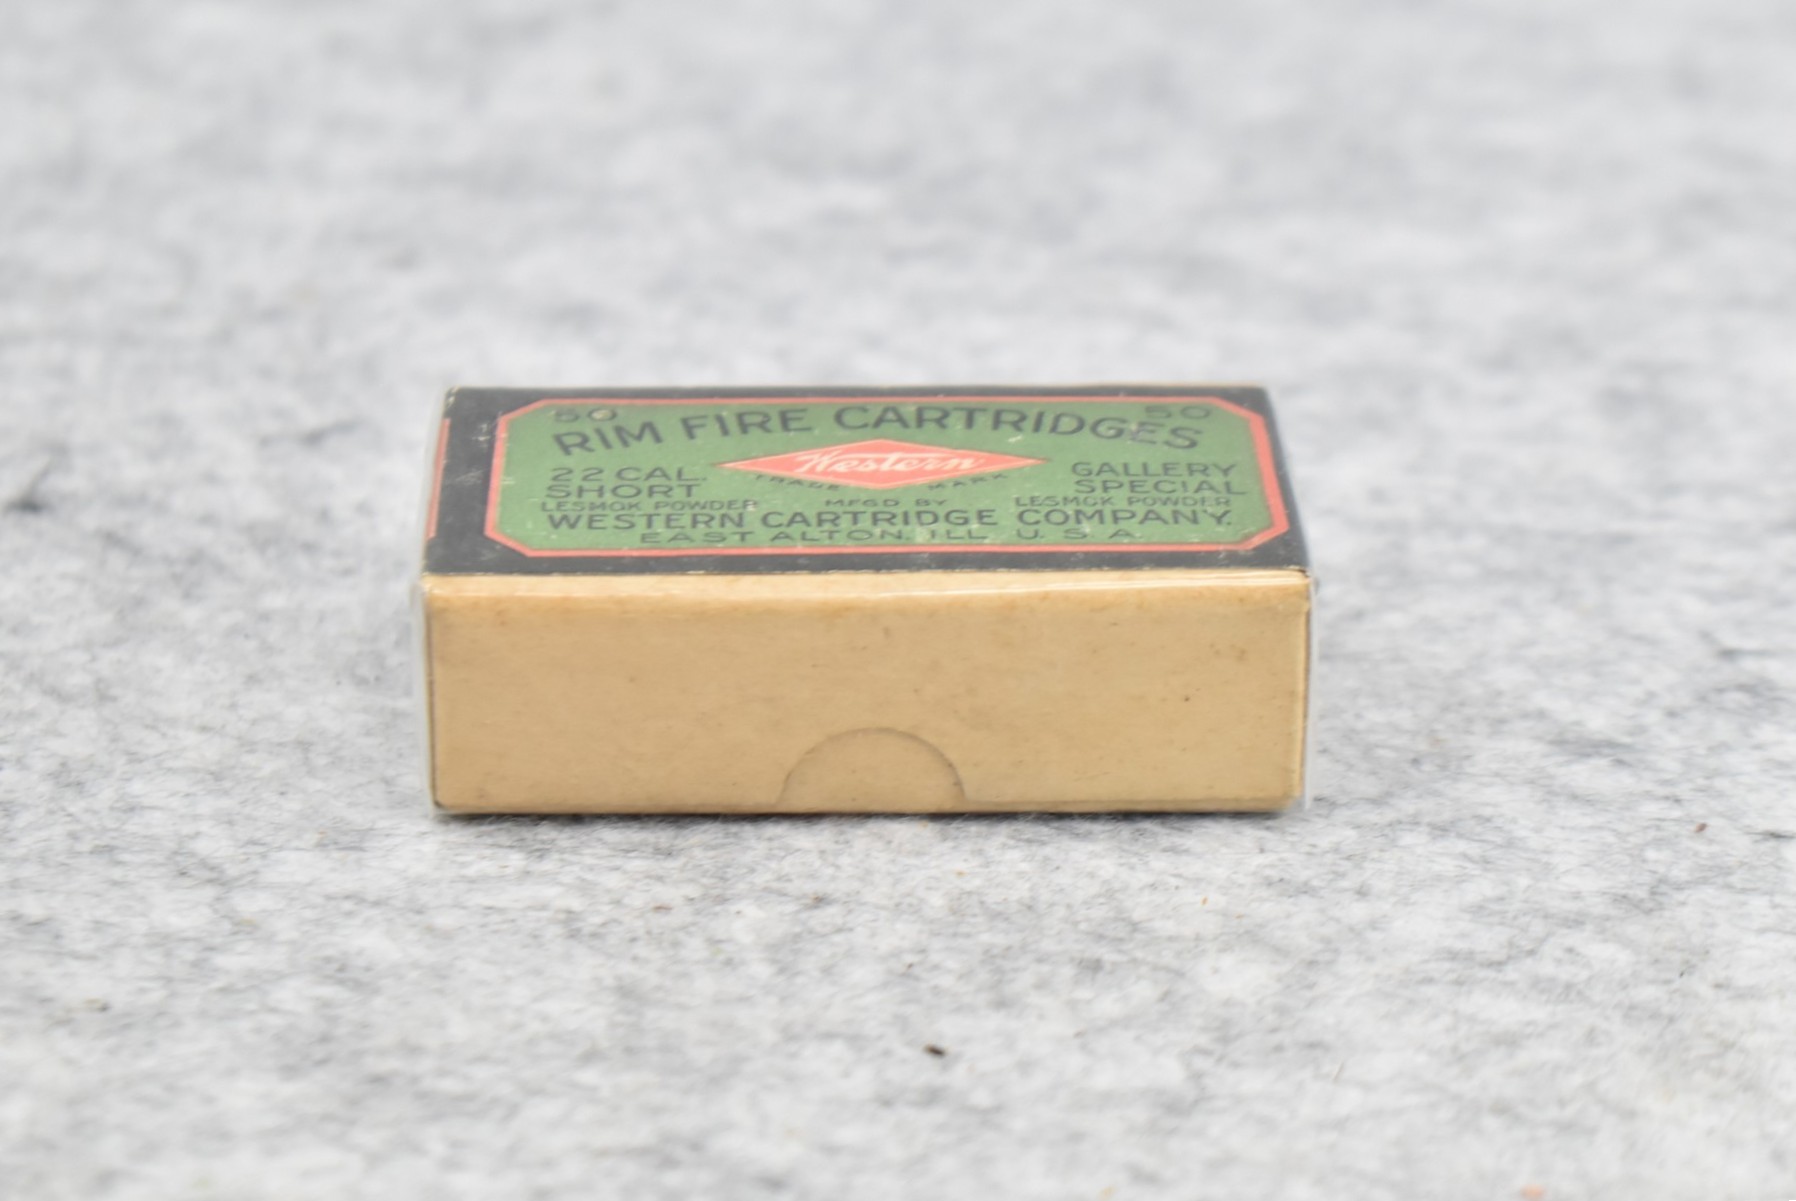 50 50
RIM FIRE CARTRIDGES
Western
TRADE MARK
22 CAL. GALLERY
SHORT SPECIAL
LESMOK POWDER MFGD BY LESMOK POWDER
WESTERN CARTRIDGE COMPANY.
EAST ALTON. ILL U. S. A.